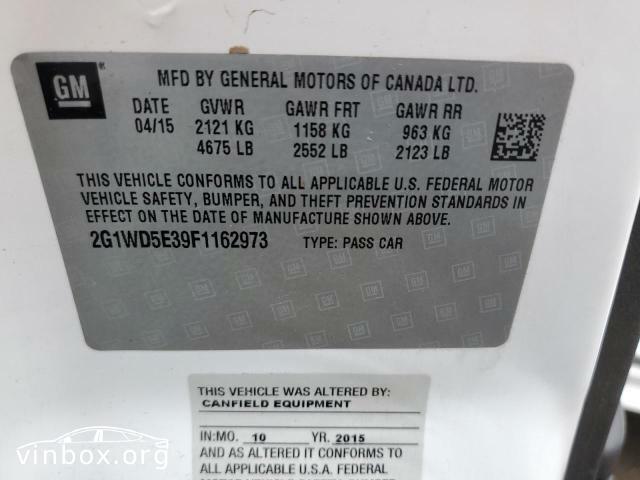 GM
MFD BY GENERAL MOTORS OF CANADA LTD.
DATE GVWR GAWR FRT GAWR RR
04/15 2121 KG 1158 KG 963 KG
4675 LB 2552 LB 2123 LB
THIS VEHICLE CONFORMS TO ALL APPLICABLE U.S. FEDERAL MOTOR
VEHICLE SAFETY, BUMPER, AND THEFT PREVENTION STANDARDS IN
EFFECT ON THE DATE OF MANUFACTURE SHOWN ABOVE.
2G1WD5E39F1162973 TYPE: PASS CAR
THIS VEHICLE WAS ALTERED BY:
CANFIELD EQUIPMENT
IN:MO. 10 YR. 2015
AND AS ALTERED IT CONFORMS TO
ALL APPLICABLE U.S.A. FEDERAL
vinbox.org